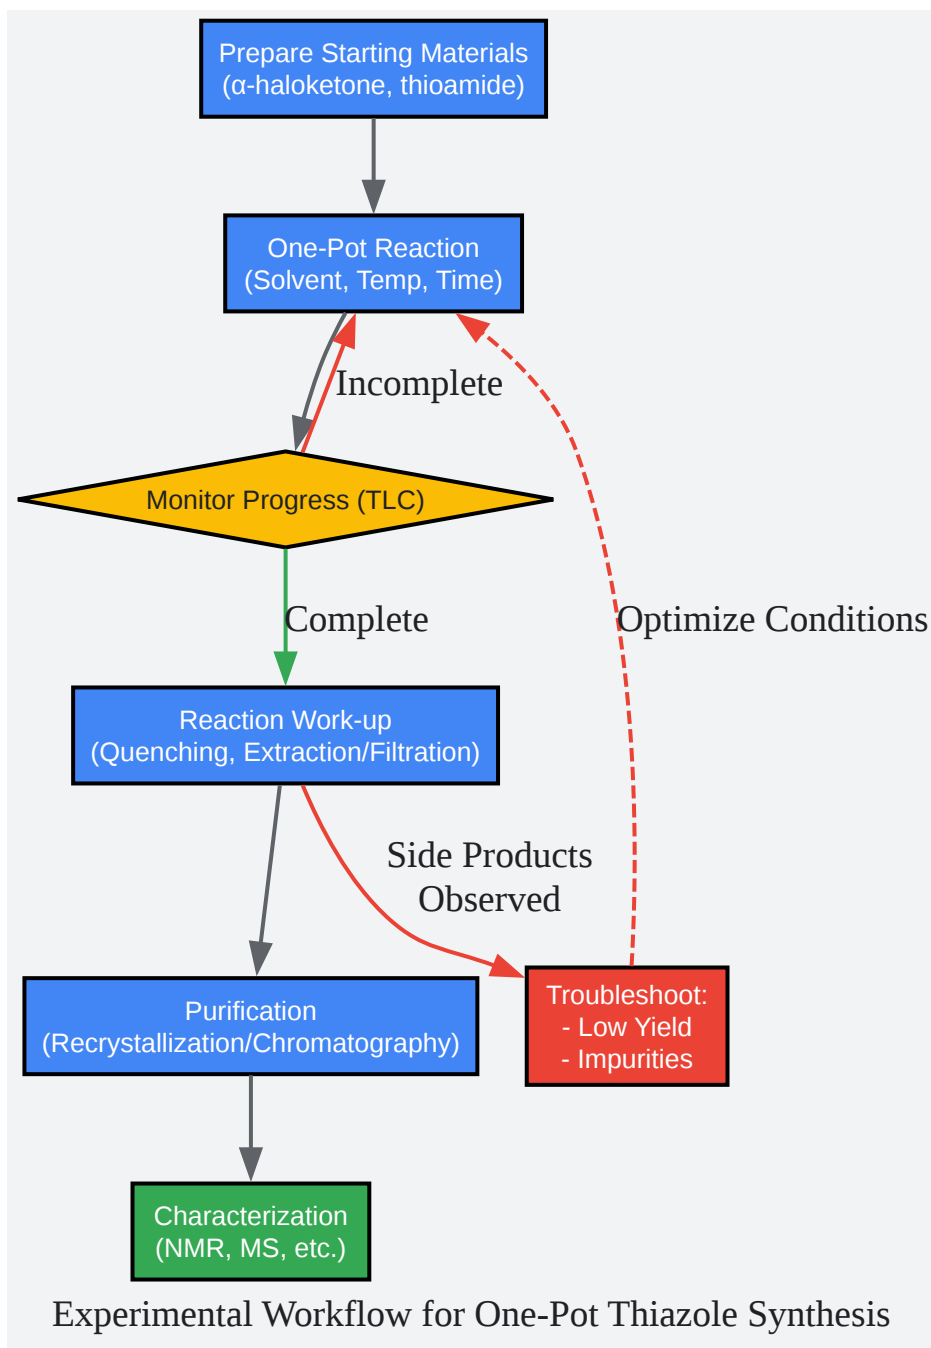 Prepare Starting Materials
(α-haloketone, thioamide)
One-Pot Reaction
(Solvent, Temp, Time)
Incomplete
Monitor Progress (TLC)
Complete
Optimize Conditions
Reaction Work-up
(Quenching, Extraction/Filtration)
Side Products
Observed
Purification
(Recrystallization/Chromatography)
Troubleshoot:
- Low Yield
- Impurities
Characterization
(NMR, MS, etc.)
Experimental Workflow for One-Pot Thiazole Synthesis